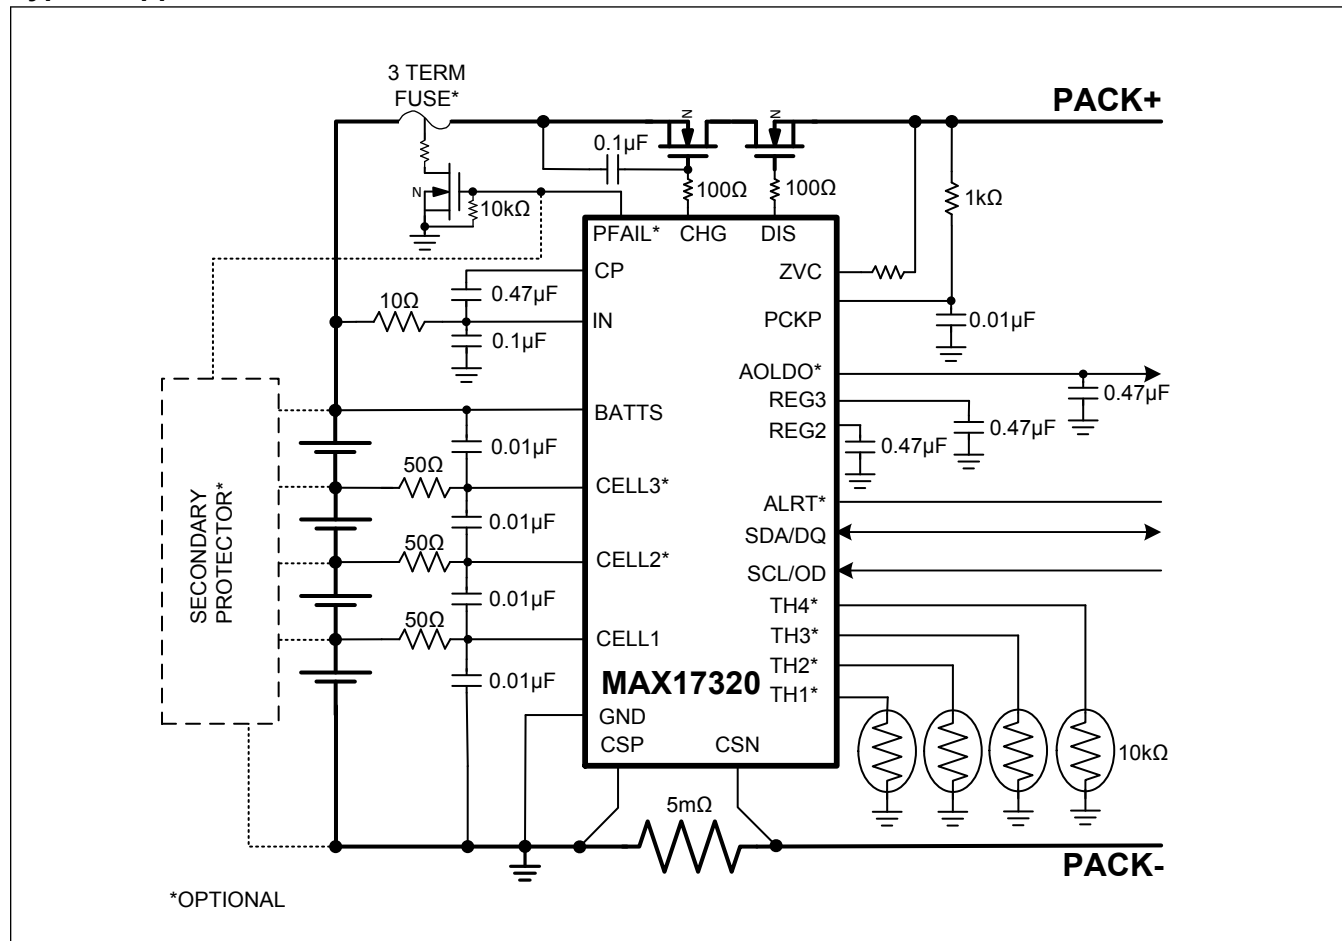 3 TERM
FUSE*
PACK+
N
N
0.1µF
100Ω
100Ω
1kΩ
N
10kΩ
PFAIL*
CHG
DIS
CP
ZVC
0.47µF
10Ω
IN
PCKP
0.01µF
0.1µF
AOLDO*
0.47µF
REG3
BATTS
REG2
0.47µF
0.47µF
0.01µF
50Ω
CELL3*
ALRT*
0.01µF
SDA/DQ
50Ω
CELL2*
SCL/OD
SECONDARY
PROTECTOR*
0.01µF
TH4*
50Ω
CELL1
TH3*
TH2*
0.01µF
MAX17320
TH1*
GND
CSP
CSN
10kΩ
5mΩ
PACK-
*OPTIONAL